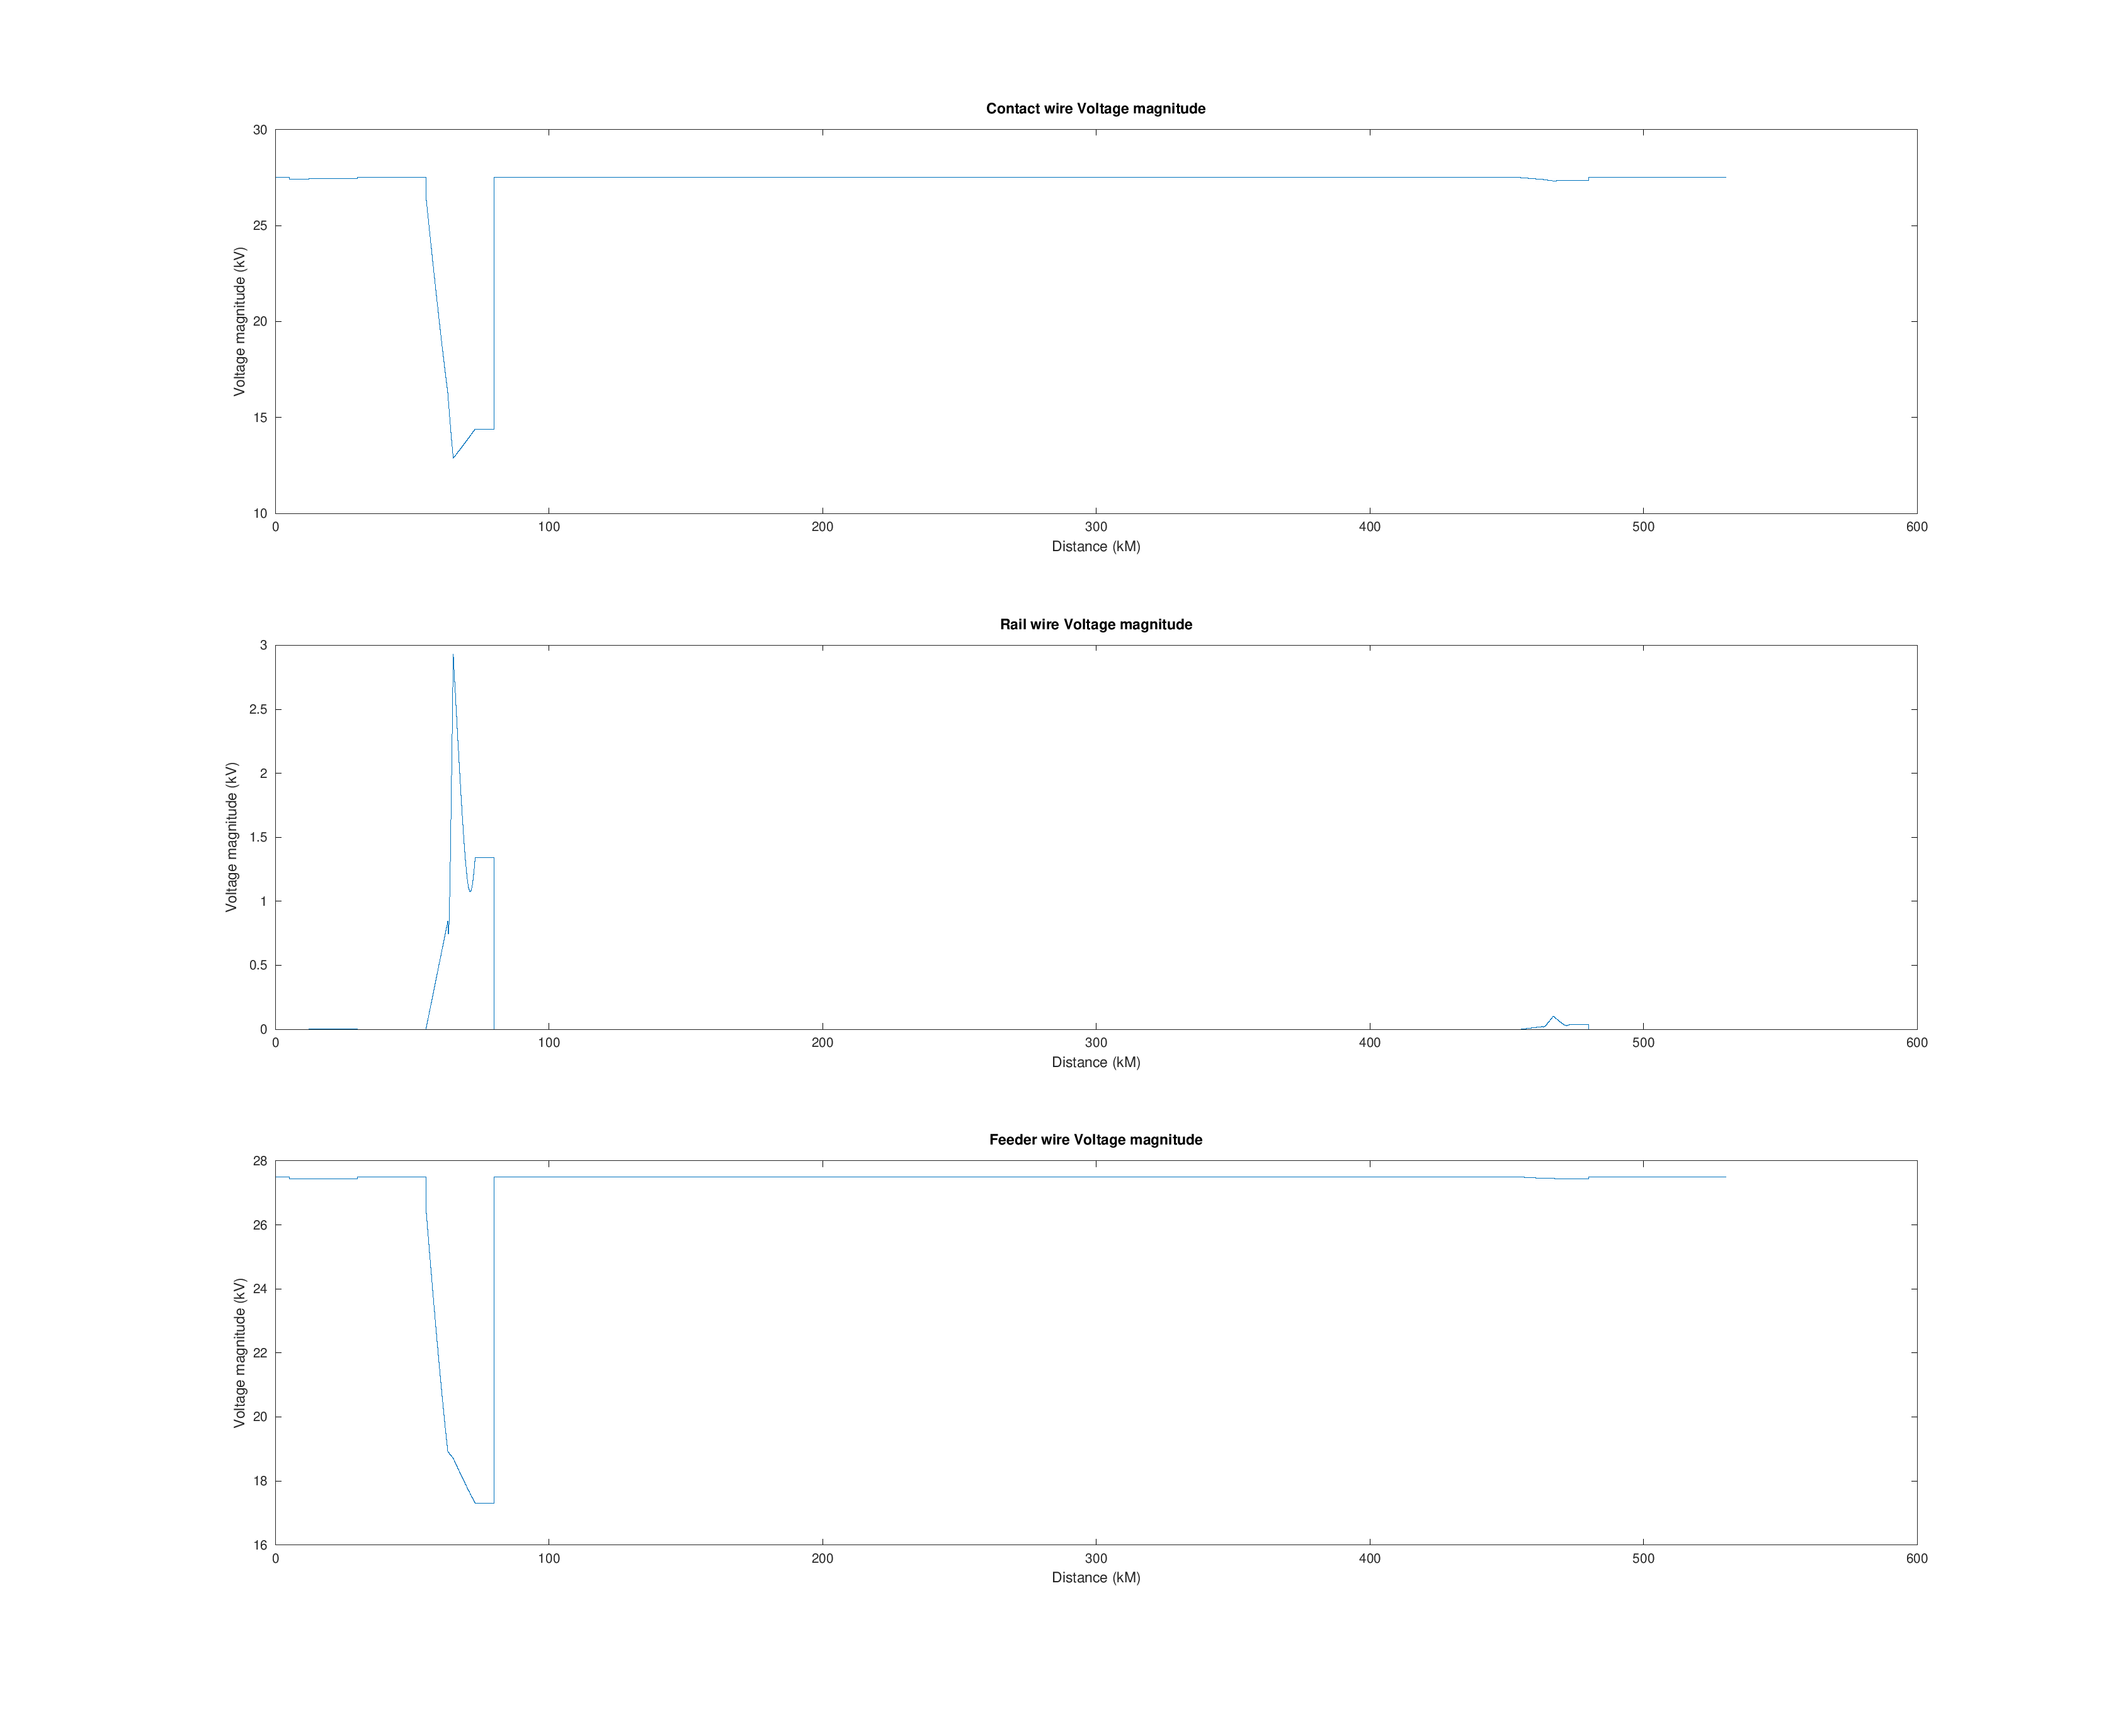 Contact wire Voltage magnitude
30
25
20
15
10
Voltage magnitude (kV)
0 100 200 300 400 500 600
Distance (kM)
Rail wire Voltage magnitude
3
2.5
2
1.5
1
0.5
0
Voltage magnitude (kV)
0 100 200 300 400 500 600
Distance (kM)
Feeder wire Voltage magnitude
28
26
24
22
20
18
16
Voltage magnitude (kV)
0 100 200 300 400 500 600
Distance (kM)